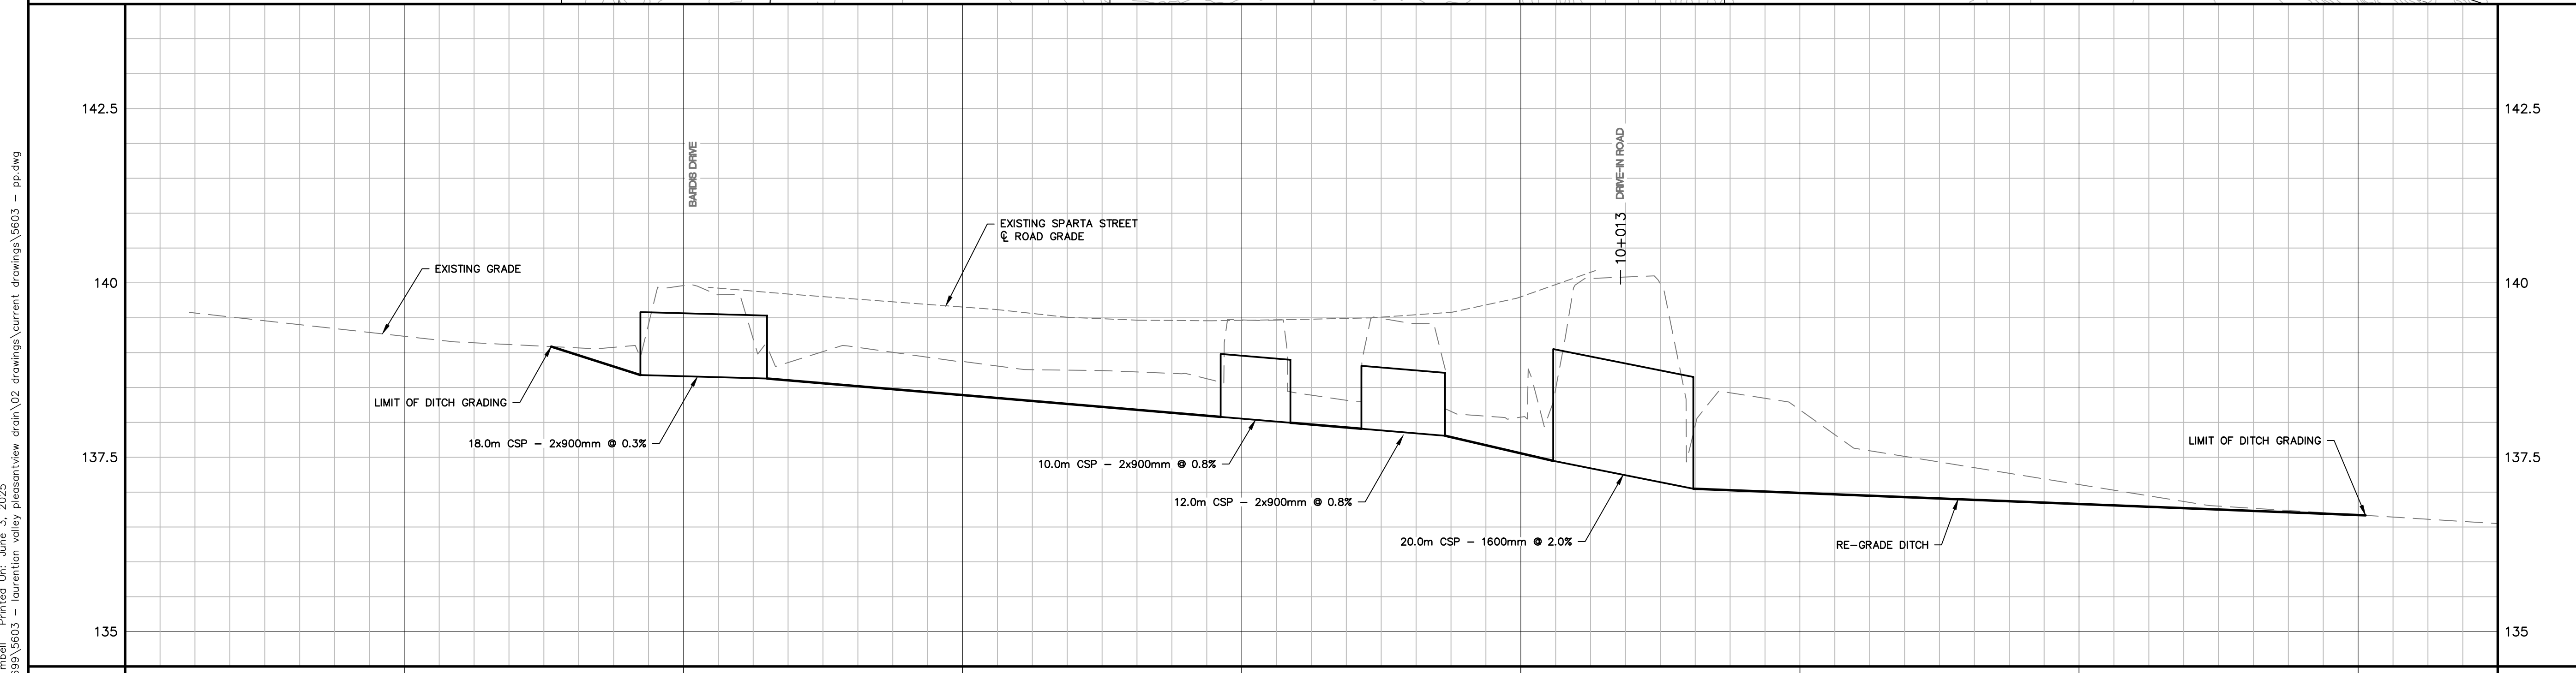 142.5
142.5
BARDIS DRIVE
DRIVE-IN ROAD
10+013
EXISTING SPARTA STREET
℄ ROAD GRADE
EXISTING GRADE
140
140
LIMIT OF DITCH GRADING
18.0m CSP - 2x900mm @ 0.3%
10.0m CSP - 2x900mm @ 0.8%
12.0m CSP - 2x900mm @ 0.8%
20.0m CSP - 1600mm @ 2.0%
LIMIT OF DITCH GRADING
RE-GRADE DITCH
137.5
137.5
135
135
mbell Printed On: June 3, 2025
99\5603 - laurentian valley pleasantview drain\02 drawings\current drawings\5603 - pp.dwg